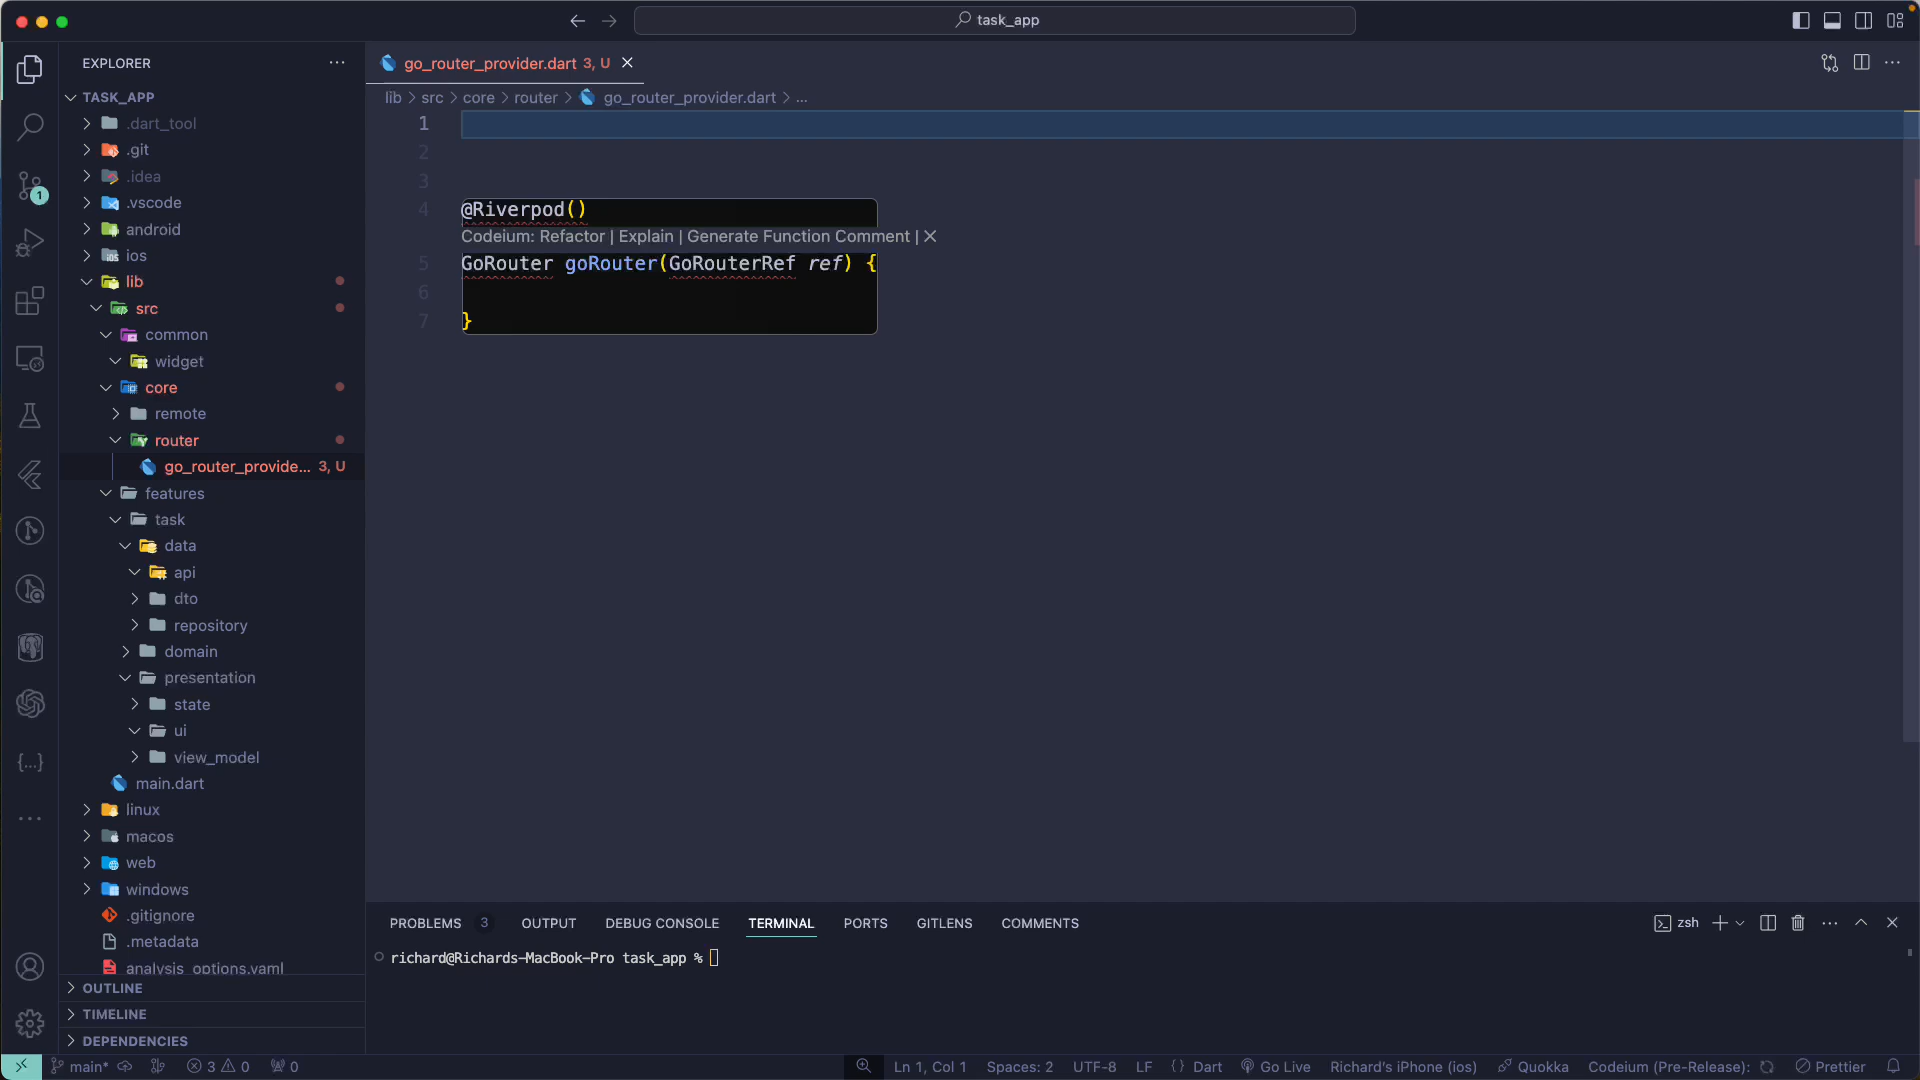 task_app
EXPLORER
TASK_APP
.dart_tool
.git
.idea
.vscode
android
ios
lib
src
common
widget
core
remote
router
go_router_provide... 3, U
features
task
data
api
dto
repository
domain
presentation
state
ui
view_model
main.dart
linux
macos
web
windows
.gitignore
.metadata
analysis_options.yaml
OUTLINE
TIMELINE
DEPENDENCIES
1
go_router_provider.dart 3, U
lib > src > core > router > go_router_provider.dart > ...
1
2
3
4 @Riverpod()
Codeium: Refactor | Explain | Generate Function Comment | ✕
5 GoRouter goRouter(GoRouterRef ref) {
6
7 }
PROBLEMS 3 OUTPUT DEBUG CONSOLE TERMINAL PORTS GITLENS COMMENTS
zsh
richard@Richards-MacBook-Pro task_app %
main* 3 0 0 Ln 1, Col 1 Spaces: 2 UTF-8 LF {} Dart Go Live Richard's iPhone (ios) Quokka Codeium (Pre-Release): Prettier